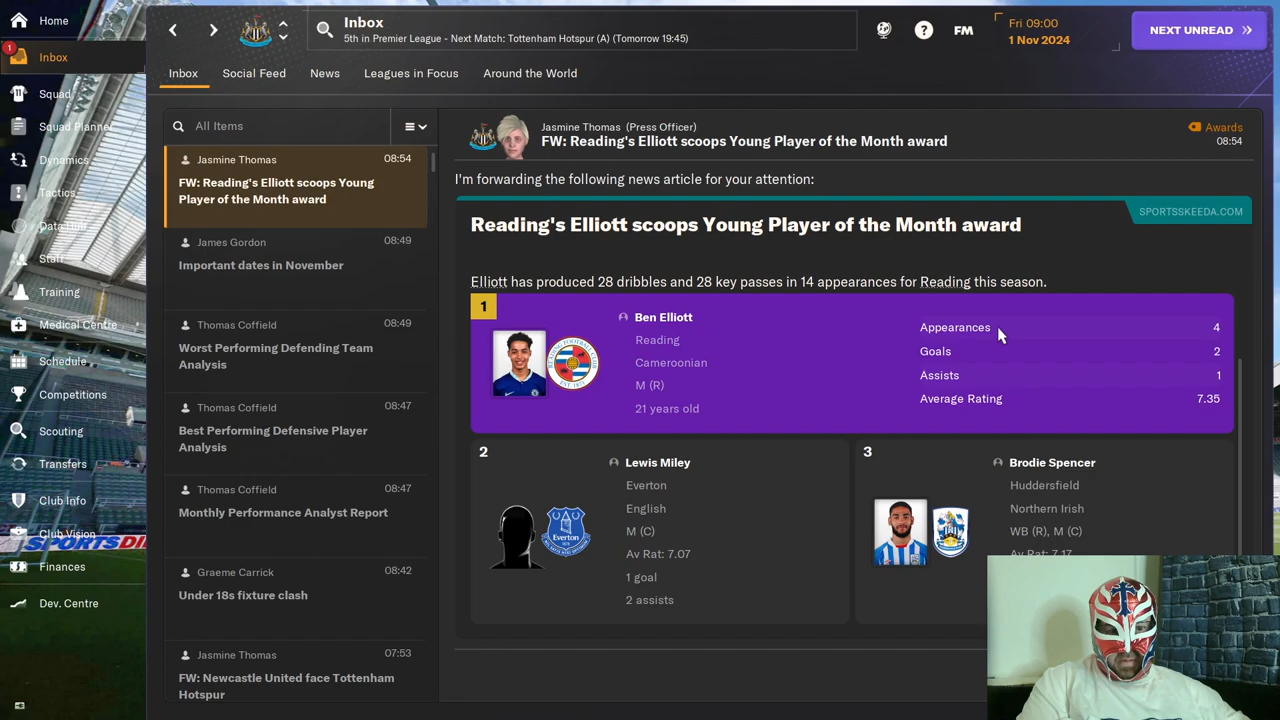 Home
1
Inbox
Squad
Squad Planner
Dynamics
Tactics
Data Hub
Staff
Training
Medical Centre
Schedule
Competitions
Scouting
Transfers
Club Info
Club Vision
Finances
Dev. Centre
SPORTS DI
Inbox
5th in Premier League - Next Match: Tottenham Hotspur (A) (Tomorrow 19:45)
?
FM
Fri 09:00
1 Nov 2024
NEXT UNREAD
Inbox
Social Feed
News
Leagues in Focus
Around the World
All Items
Jasmine Thomas 08:54
FW: Reading's Elliott scoops Young
Player of the Month award
James Gordon 08:49
Important dates in November
Thomas Coffield 08:49
Worst Performing Defending Team
Analysis
Thomas Coffield 08:47
Best Performing Defensive Player
Analysis
Thomas Coffield 08:47
Monthly Performance Analyst Report
Graeme Carrick 08:42
Under 18s fixture clash
Jasmine Thomas 07:53
FW: Newcastle United face Tottenham
Hotspur
Jasmine Thomas (Press Officer)
FW: Reading's Elliott scoops Young Player of the Month award
Awards
08:54
I'm forwarding the following news article for your attention:
SPORTSSKEEDA.COM
Reading's Elliott scoops Young Player of the Month award
Elliott has produced 28 dribbles and 28 key passes in 14 appearances for Reading this season.
1
Ben Elliott
Reading
Cameroonian
M (R)
21 years old
Appearances 4
Goals 2
Assists 1
Average Rating 7.35
2
Lewis Miley
Everton
English
M (C)
Av Rat: 7.07
1 goal
2 assists
3
Brodie Spencer
Huddersfield
Northern Irish
WB (R), M (C)
Av Rat: 7.17